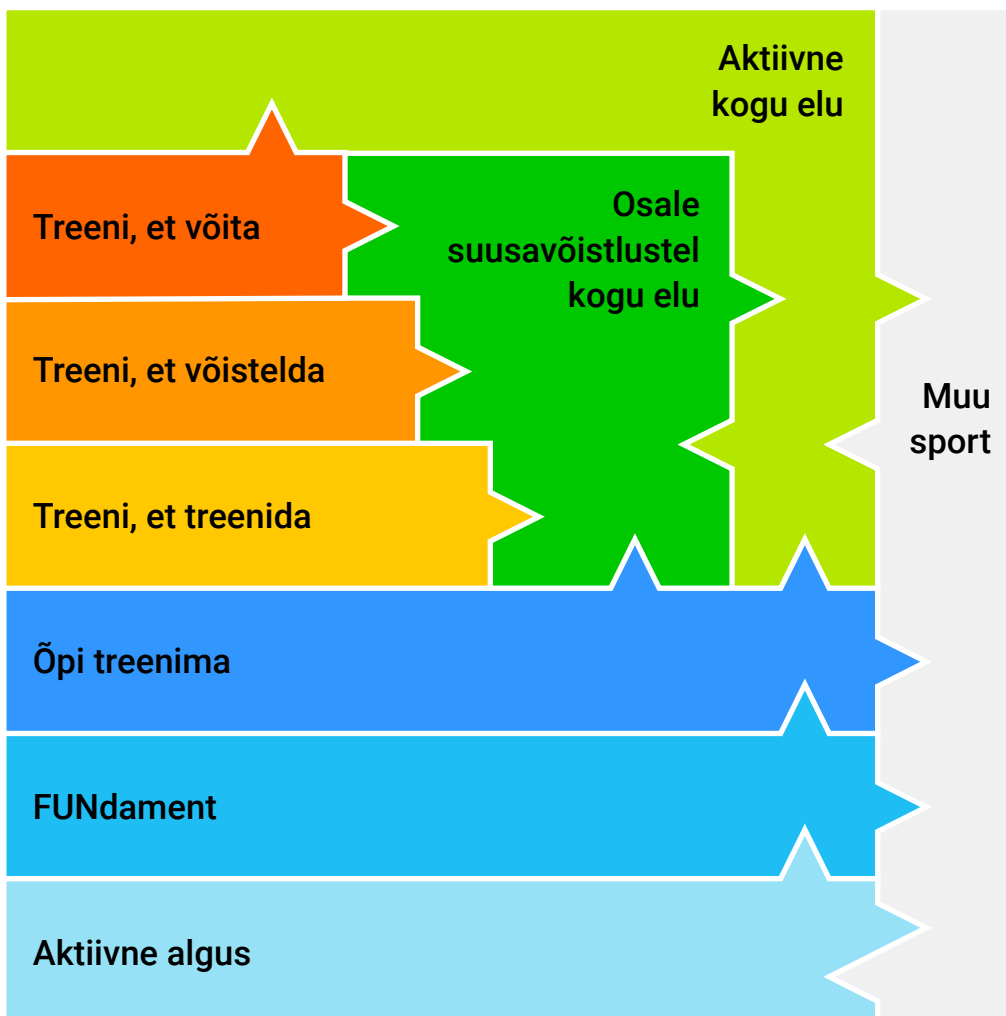 Aktiivne
kogu elu
Treeni, et võita
Osale
suusavõistlustel
kogu elu
Treeni, et võistelda
Muu
sport
Treeni, et treenida
Õpi treenima
FUNdament
Aktiivne algus